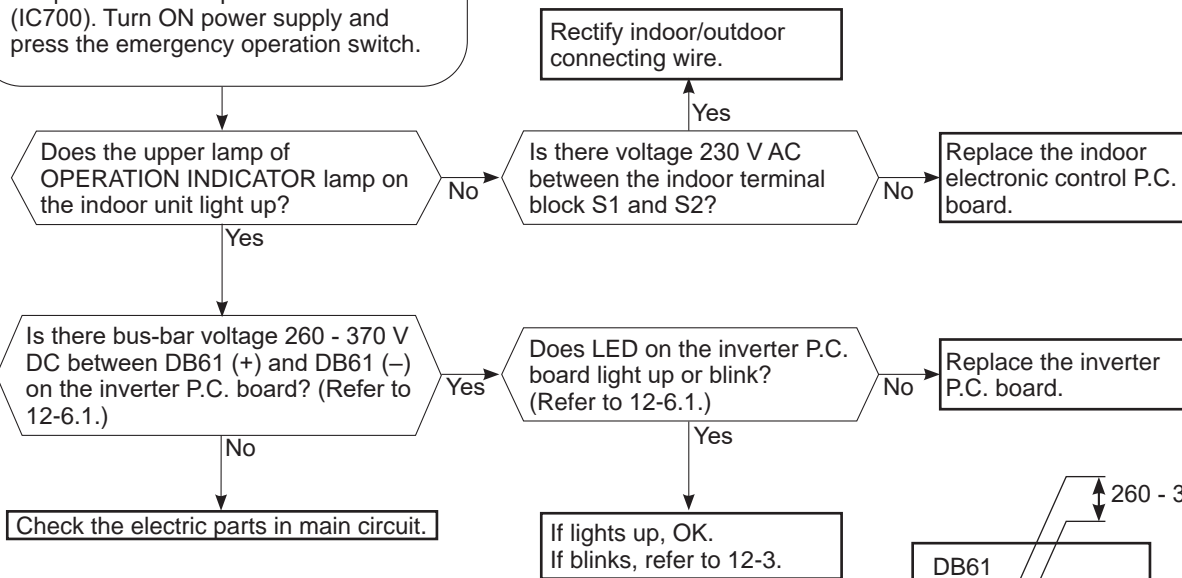 (IC700). Turn ON power supply and
press the emergency operation switch.
Rectify indoor/outdoor
connecting wire.
Yes
Does the upper lamp of
OPERATION INDICATOR lamp on
the indoor unit light up?
No
Is there voltage 230 V AC
between the indoor terminal
block S1 and S2?
No
Replace the indoor
electronic control P.C.
board.
Yes
Is there bus-bar voltage 260 - 370 V
DC between DB61 (+) and DB61 (–)
on the inverter P.C. board? (Refer to
12-6.1.)
Yes
Does LED on the inverter P.C.
board light up or blink?
(Refer to 12-6.1.)
No
Replace the inverter
P.C. board.
No
Yes
Check the electric parts in main circuit.
If lights up, OK.
If blinks, refer to 12-3.
260 - 3
DB61